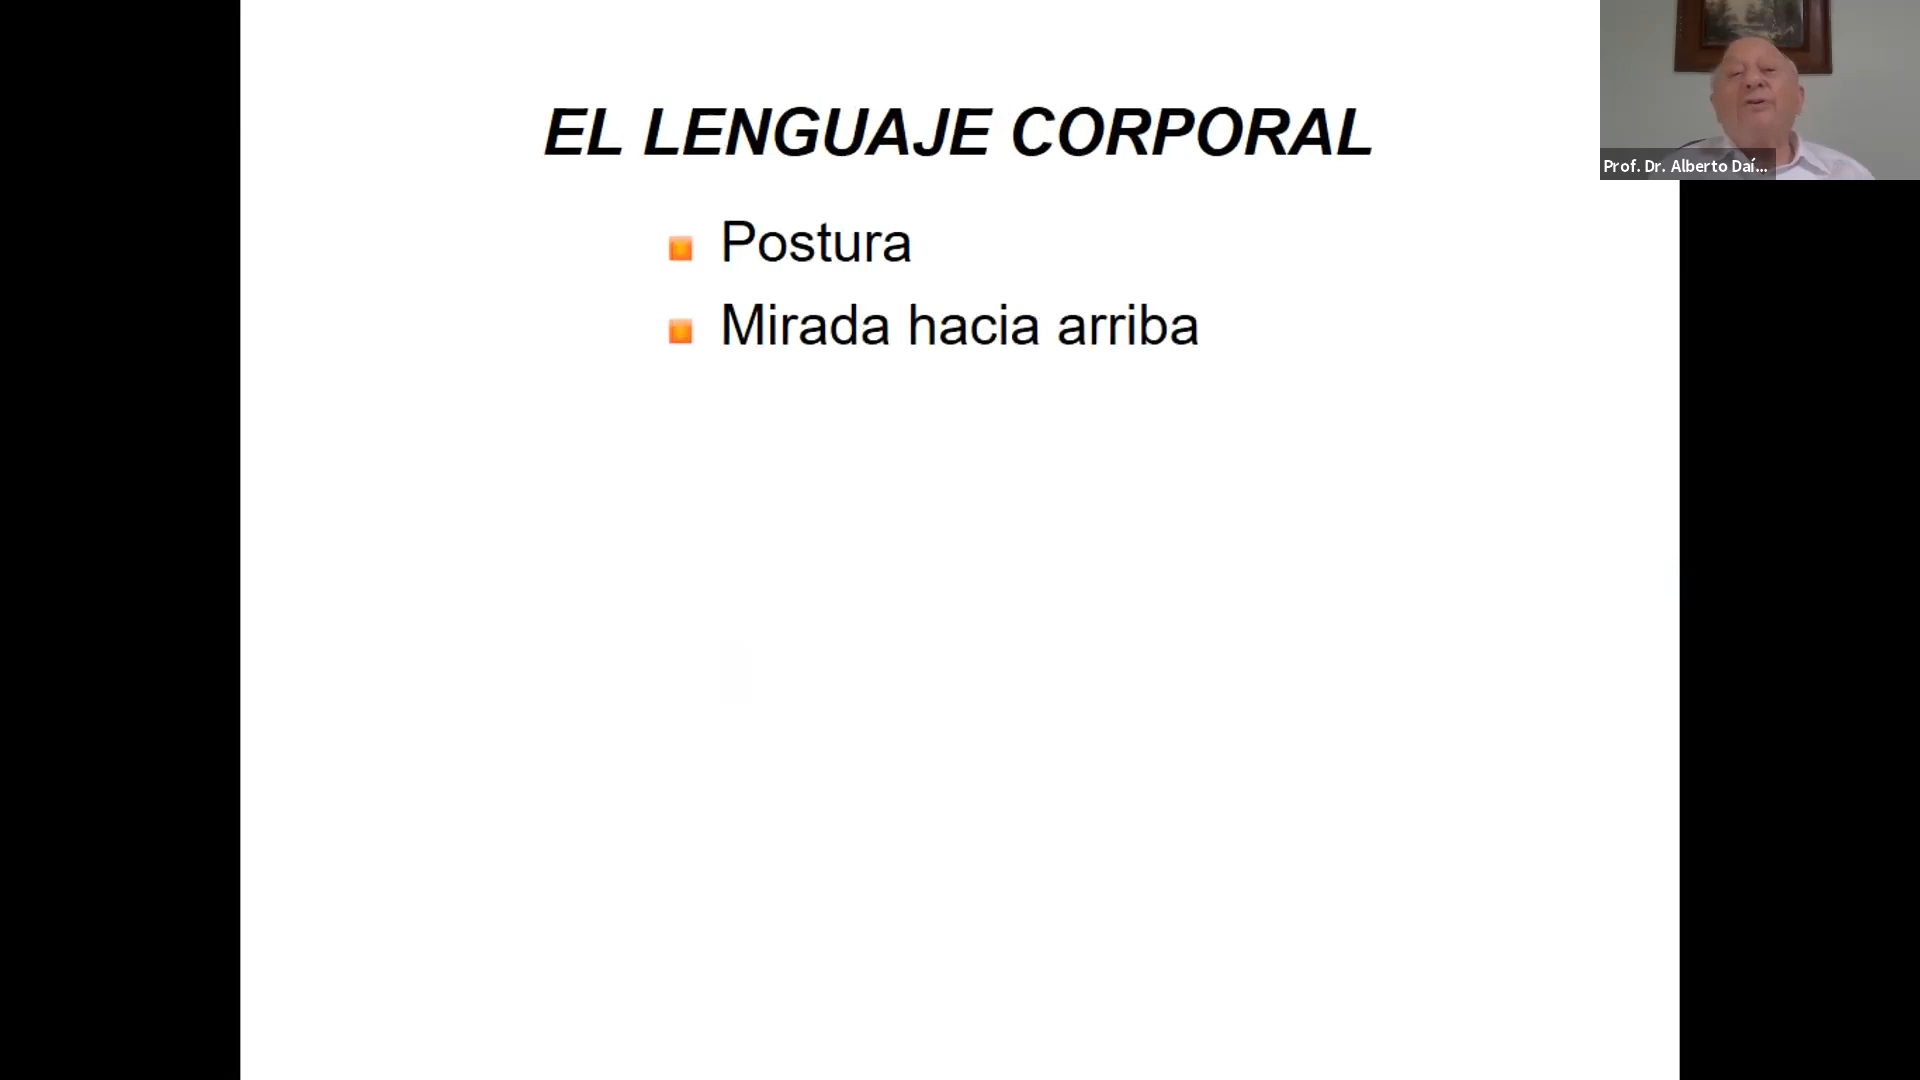 EL LENGUAJE CORPORAL
Postura
Mirada hacia arriba
Prof. Dr. Alberto Daí...